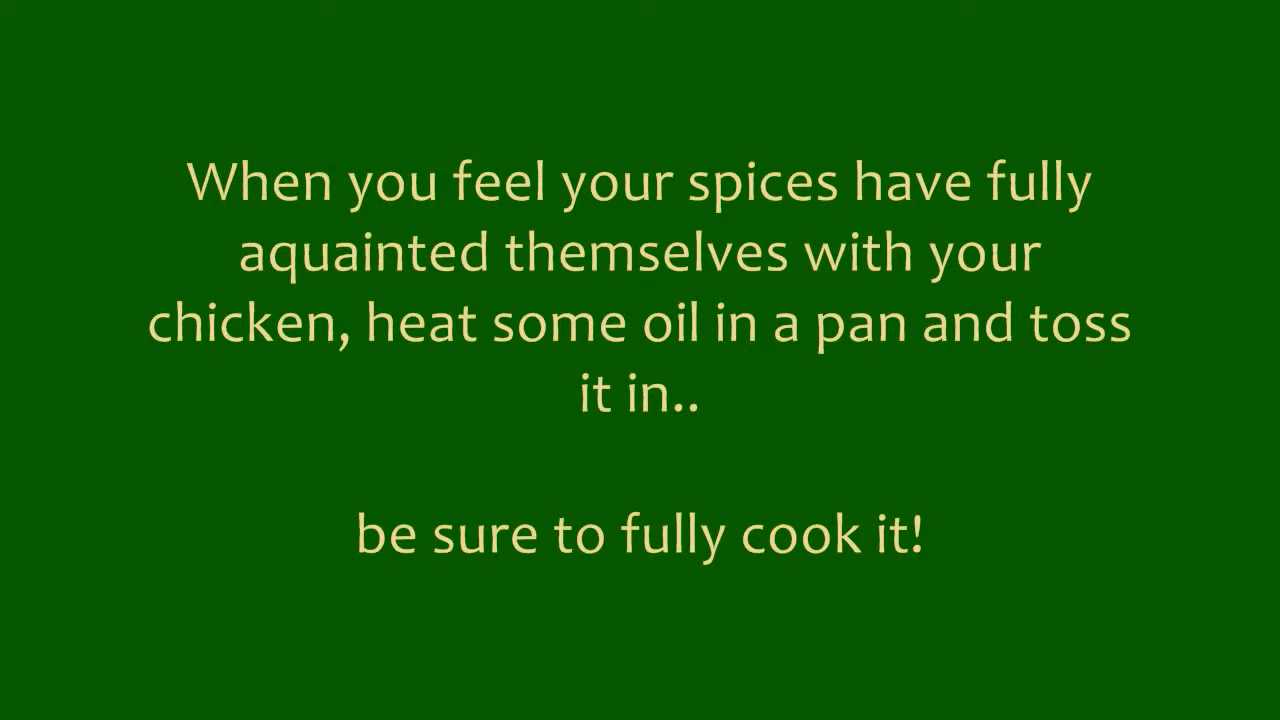 When you feel your spices have fully
aquainted themselves with your
chicken, heat some oil in a pan and toss
it in..
be sure to fully cook it!